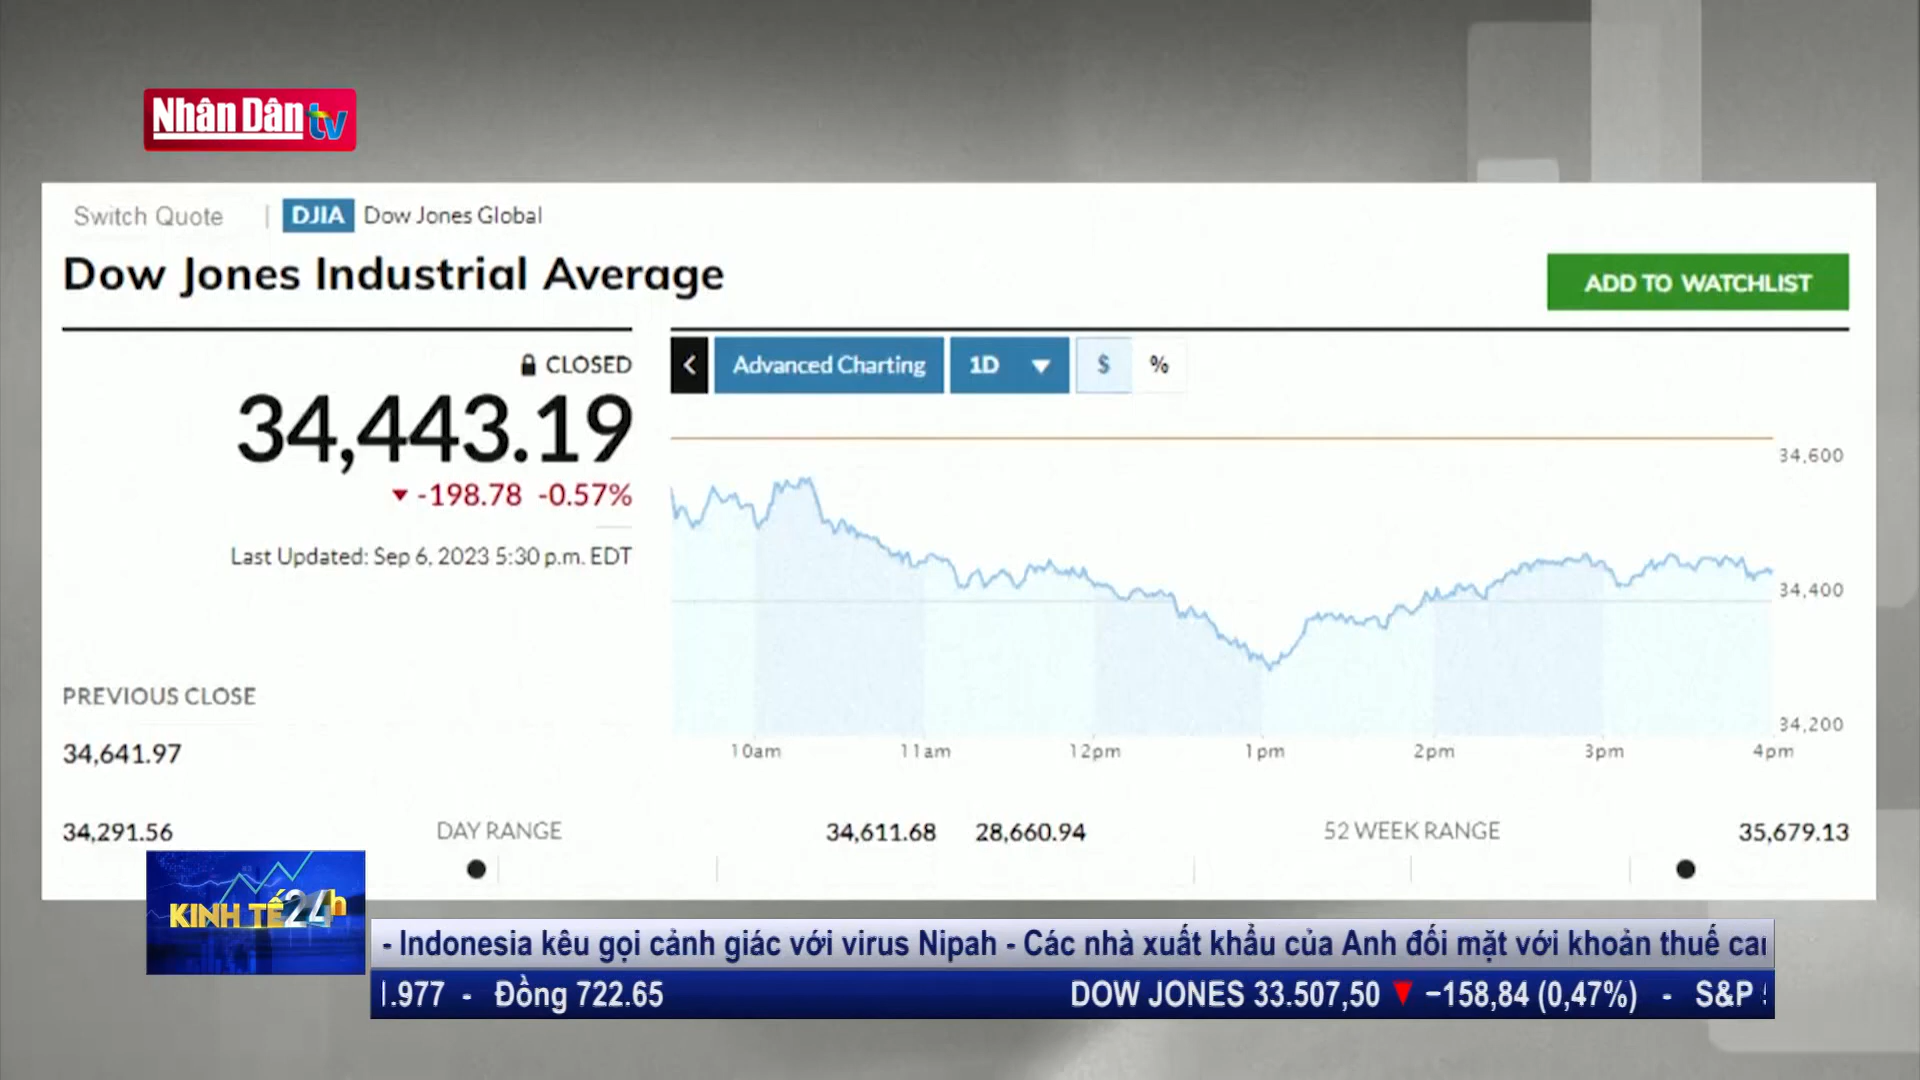 Nhân Dân tv
Switch Quote | DJIA Dow Jones Global
Dow Jones Industrial Average
ADD TO WATCHLIST
CLOSED
34,443.19
-198.78 -0.57%
Last Updated: Sep 6, 2023 5:30 p.m. EDT
Advanced Charting 1D $ %
34,600
34,400
34,200
10am 11am 12pm 1pm 2pm 3pm 4pm
PREVIOUS CLOSE
34,641.97
34,291.56 DAY RANGE 34,611.68 28,660.94 52 WEEK RANGE 35,679.13
KINH TẾ 24h
- Indonesia kêu gọi cảnh giác với virus Nipah - Các nhà xuất khẩu của Anh đối mặt với khoản thuế
.977 - Đồng 722.65 DOW JONES 33.507,50 ▼ −158,84 (0,47%) - S&P